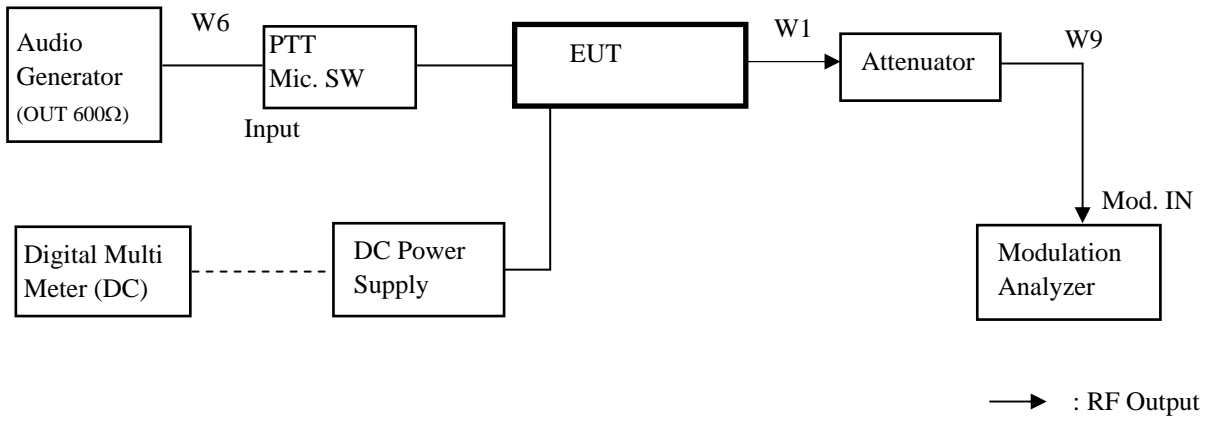 W6
Audio
Generator
(OUT 600Ω)
PTT
Mic. SW
Input
EUT
W1
Attenuator
W9
Mod. IN
Digital Multi
Meter (DC)
DC Power
Supply
Modulation
Analyzer
: RF Output